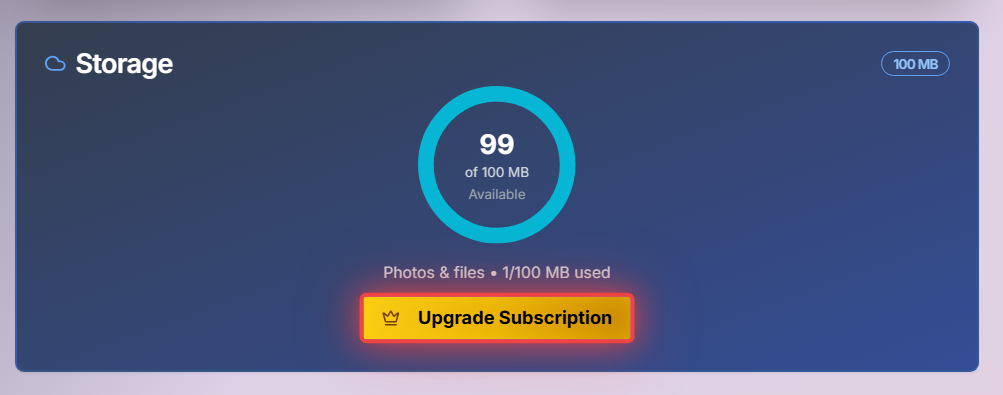 Storage
100 MB
99
of 100 MB
Available
Photos & files • 1/100 MB used
Upgrade Subscription